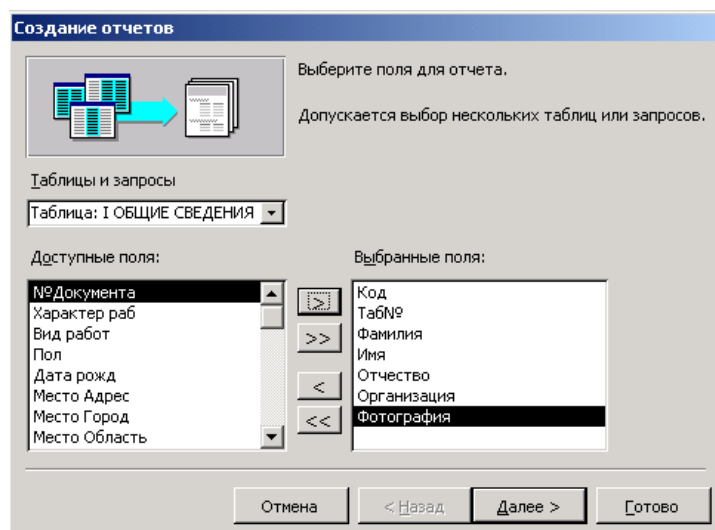 Создание отчетов
Выберите поля для отчета.
Допускается выбор нескольких таблиц или запросов.
Таблицы и запросы
Таблица: I ОБЩИЕ СВЕДЕНИЯ
Доступные поля:
Выбранные поля:
№Документа
Характер раб
Вид работ
Пол
Дата рожд
Место Адрес
Место Город
Место Область
>
>>
<
<<
Код
Таб№
Фамилия
Имя
Отчество
Организация
Фотография
Отмена
< Назад
Далее >
Готово